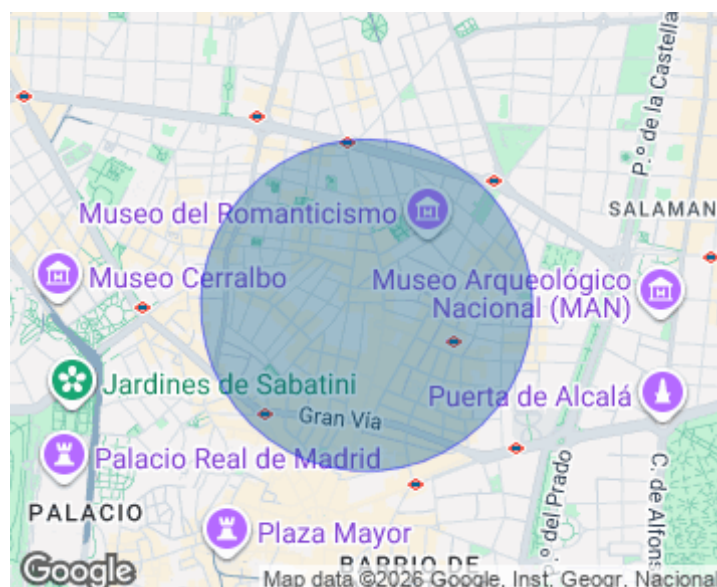 P.º de la Castella
Museo del Romanticismo
SALAMAN
Museo Cerralbo
Museo Arqueológico
Nacional (MAN)
Jardines de Sabatini
Puerta de Alcalá
Gran Vía
Palacio Real de Madrid
PALACIO
Plaza Mayor
º del Prado
C. de Alfons
BARRIO DE
Google
Map data ©2026 Google, Inst. Geogr. Nacional